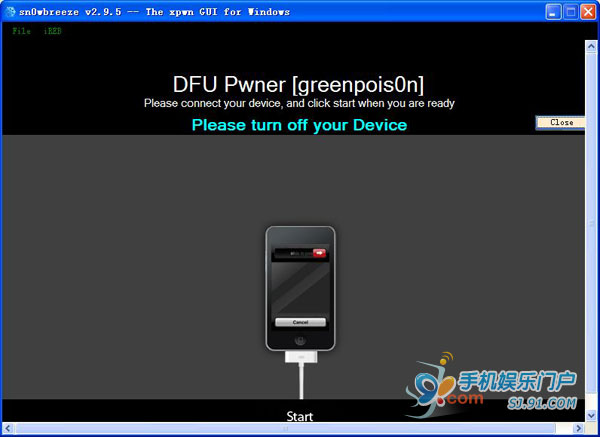 sn0wbreeze v2.9.5 -- The xpwn GUI for Windows
File iRED
DFU Pwner [greenpois0n]
Please connect your device, and click start when you are ready
Please turn off your Device
Close
Cancel
Start
91.com
手机娱乐门户
SJ.91.COM